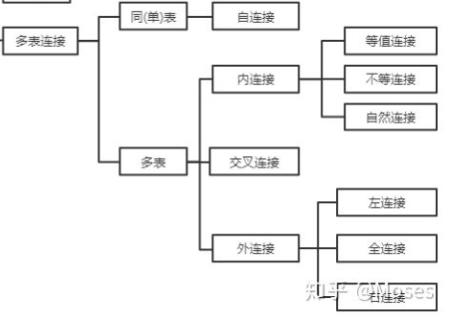 同(单)表
自连接
多表连接
等值连接
内连接
不等连接
自然连接
多表
交叉连接
左连接
外连接
全连接
知乎 @Moses
右连接